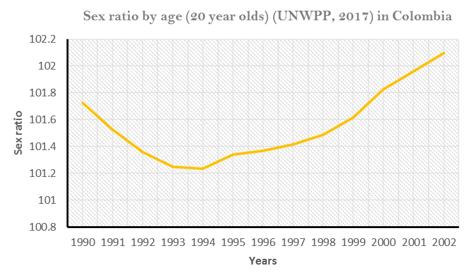 Sex ratio by age (20 year olds) (UNWPP, 2017) in Colombia
102.2
102
101.8
101.6
101.4
101.2
101
100.8
Sex ratio
1990 1991 1992 1993 1994 1995 1996 1997 1998 1999 2000 2001 2002
Years